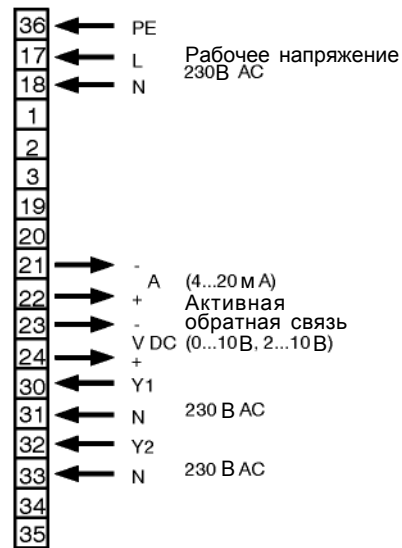 36 PE
17 L Рабочее напряжение
18 N 230В AC
1
2
3
19
20
21 -
A (4...20 мА)
22 + Активная
23 - обратная связь
V DC (0...10В, 2...10В)
24 +
30 Y1
31 N 230 В AC
32 Y2
33 N 230 В AC
34
35